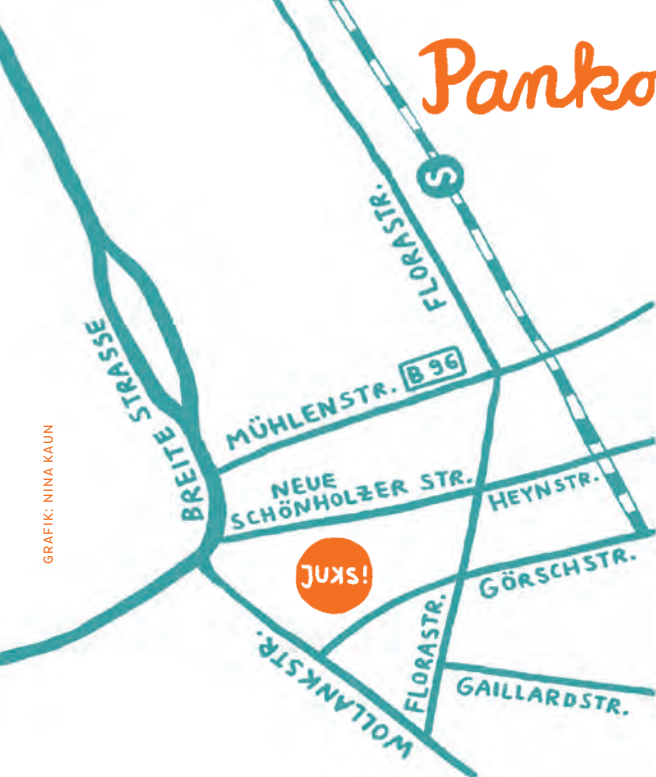 Panko
S
FLORASTR.
B 96
MÜHLENSTR.
BREITE STRASSE
NEUE
SCHÖNHOLZER STR.
HEYNSTR.
GRAFIK: NINA KAUN
JUKS!
GÖRSCHSTR.
FLORASTR.
WOLLANKSTR.
GAILLARDSTR.